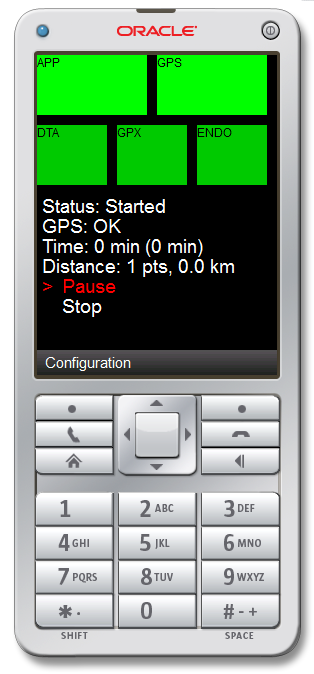 ORACLE
APP GPS
DTA GPX ENDO
Status: Started
GPS: OK
Time: 0 min (0 min)
Distance: 1 pts, 0.0 km
> Pause
Stop
Configuration
1 2 ABC 3 DEF
4 GHI 5 JKL 6 MNO
7 PQRS 8 TUV 9 WXYZ
* · 0 # - +
SHIFT SPACE